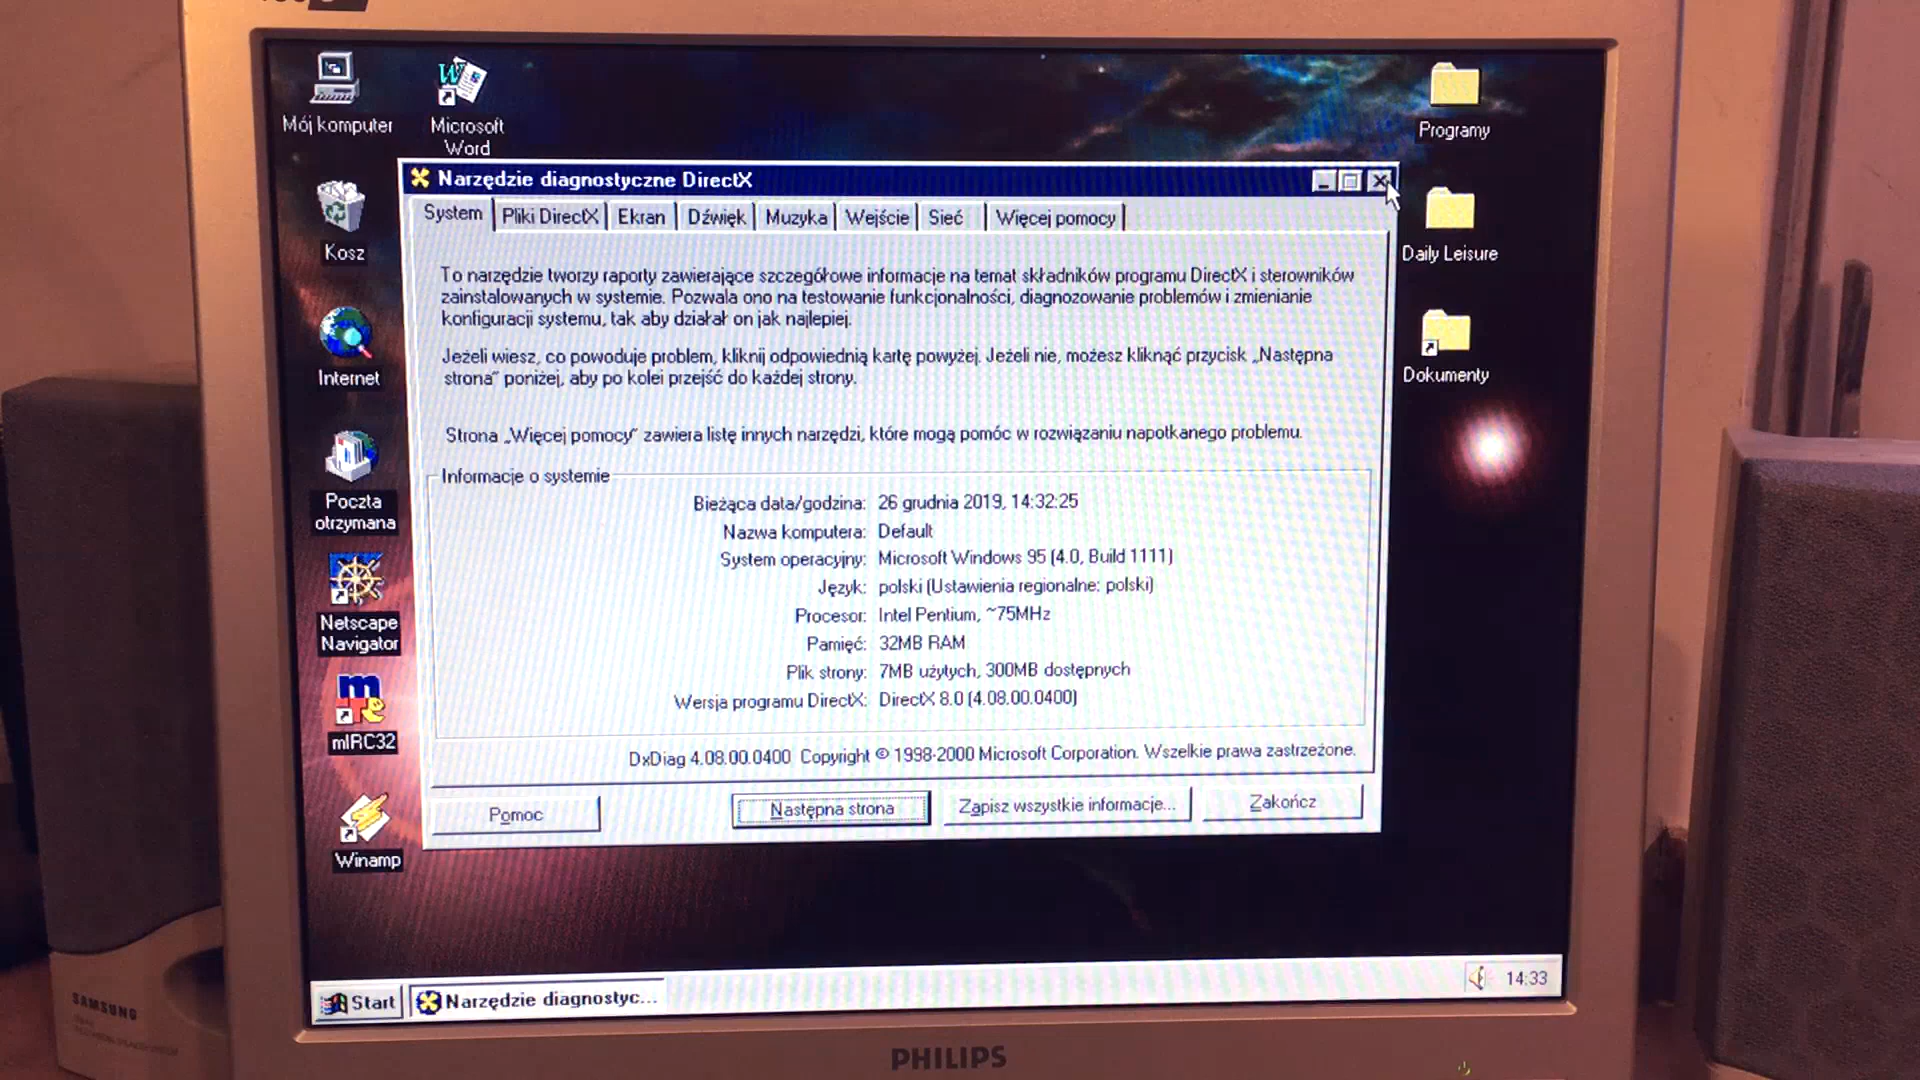 Mój komputer
Microsoft
Word
Programy
Kosz
Daily Leisure
Internet
Dokumenty
Poczta
otrzymana
Netscape
Navigator
mIRC32
Winamp
Narzędzie diagnostyczne DirectX
System
Pliki DirectX
Ekran
Dźwięk
Muzyka
Wejście
Sieć
Więcej pomocy
To narzędzie tworzy raporty zawierające szczegółowe informacje na temat składników programu DirectX i sterowników
zainstalowanych w systemie. Pozwala ono na testowanie funkcjonalności, diagnozowanie problemów i zmienianie
konfiguracji systemu, tak aby działał on jak najlepiej.
Jeżeli wiesz, co powoduje problem, kliknij odpowiednią kartę powyżej. Jeżeli nie, możesz kliknąć przycisk „Następna
strona” poniżej, aby po kolei przejść do każdej strony.
Strona „Więcej pomocy” zawiera listę innych narzędzi, które mogą pomóc w rozwiązaniu napotkanego problemu.
Informacje o systemie
Bieżąca data/godzina: 26 grudnia 2019, 14:32:25
Nazwa komputera: Default
System operacyjny: Microsoft Windows 95 (4.0, Build 1111)
Język: polski (Ustawienia regionalne: polski)
Procesor: Intel Pentium, ~75MHz
Pamięć: 32MB RAM
Plik strony: 7MB użytych, 300MB dostępnych
Wersja programu DirectX: DirectX 8.0 (4.08.00.0400)
DxDiag 4.08.00.0400 Copyright © 1998-2000 Microsoft Corporation. Wszelkie prawa zastrzeżone.
Pomoc
Następna strona
Zapisz wszystkie informacje...
Zakończ
Start
Narzędzie diagnostyc...
14:33
SAMSUNG
PHILIPS